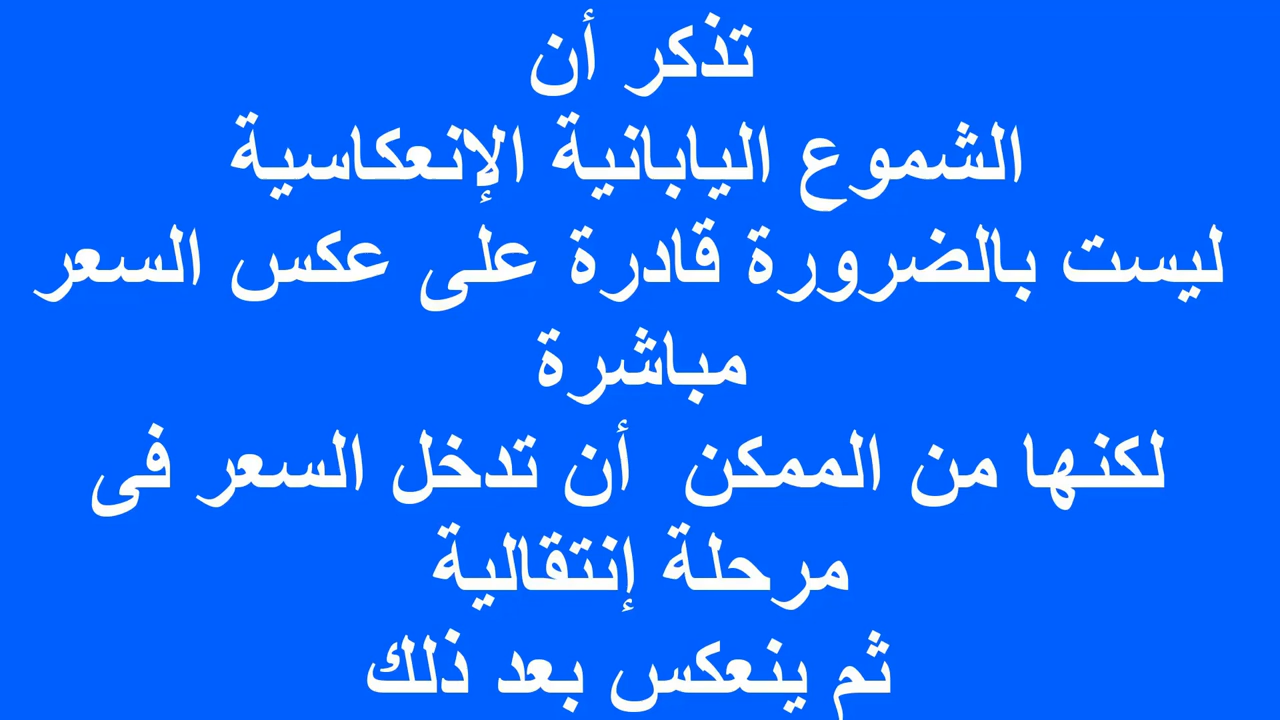 تذكر أن
الشموع اليابانية الإنعكاسية
ليست بالضرورة قادرة على عكس السعر
مباشرة
لكنها من الممكن أن تدخل السعر فى
مرحلة إنتقالية
ثم ينعكس بعد ذلك